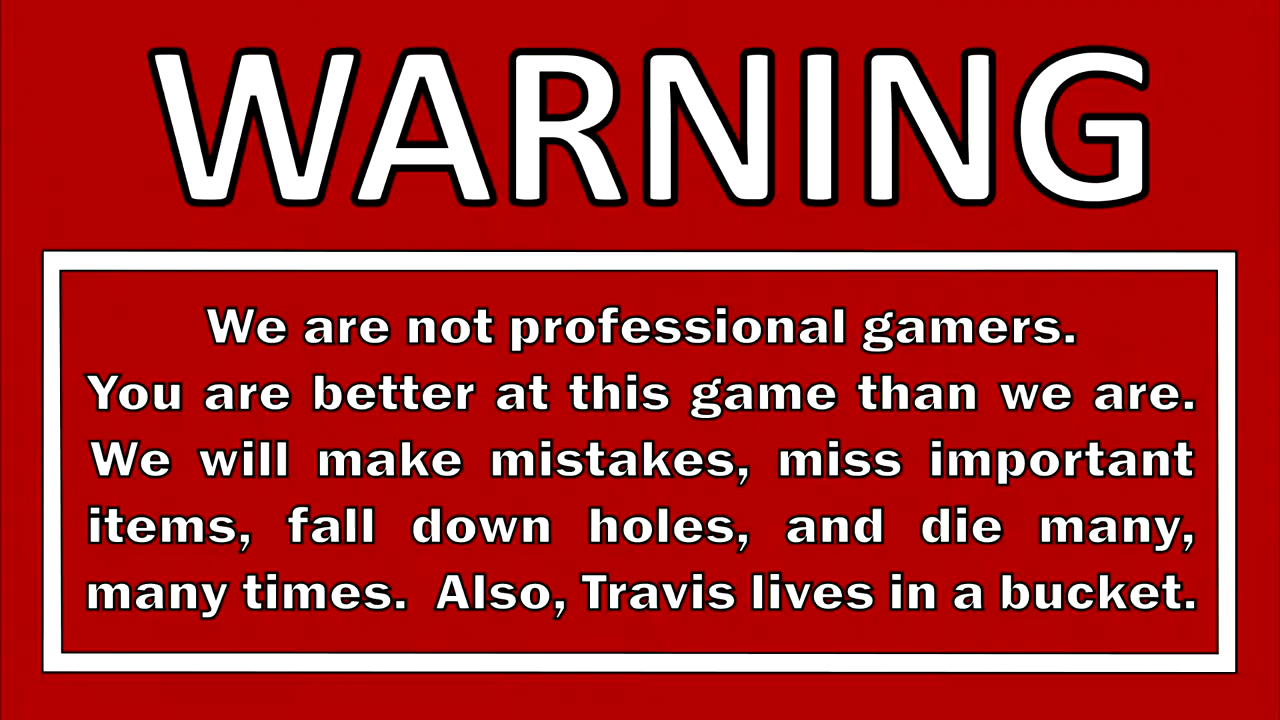 WARNING
We are not professional gamers.
You are better at this game than we are.
We will make mistakes, miss important
items, fall down holes, and die many,
many times. Also, Travis lives in a bucket.